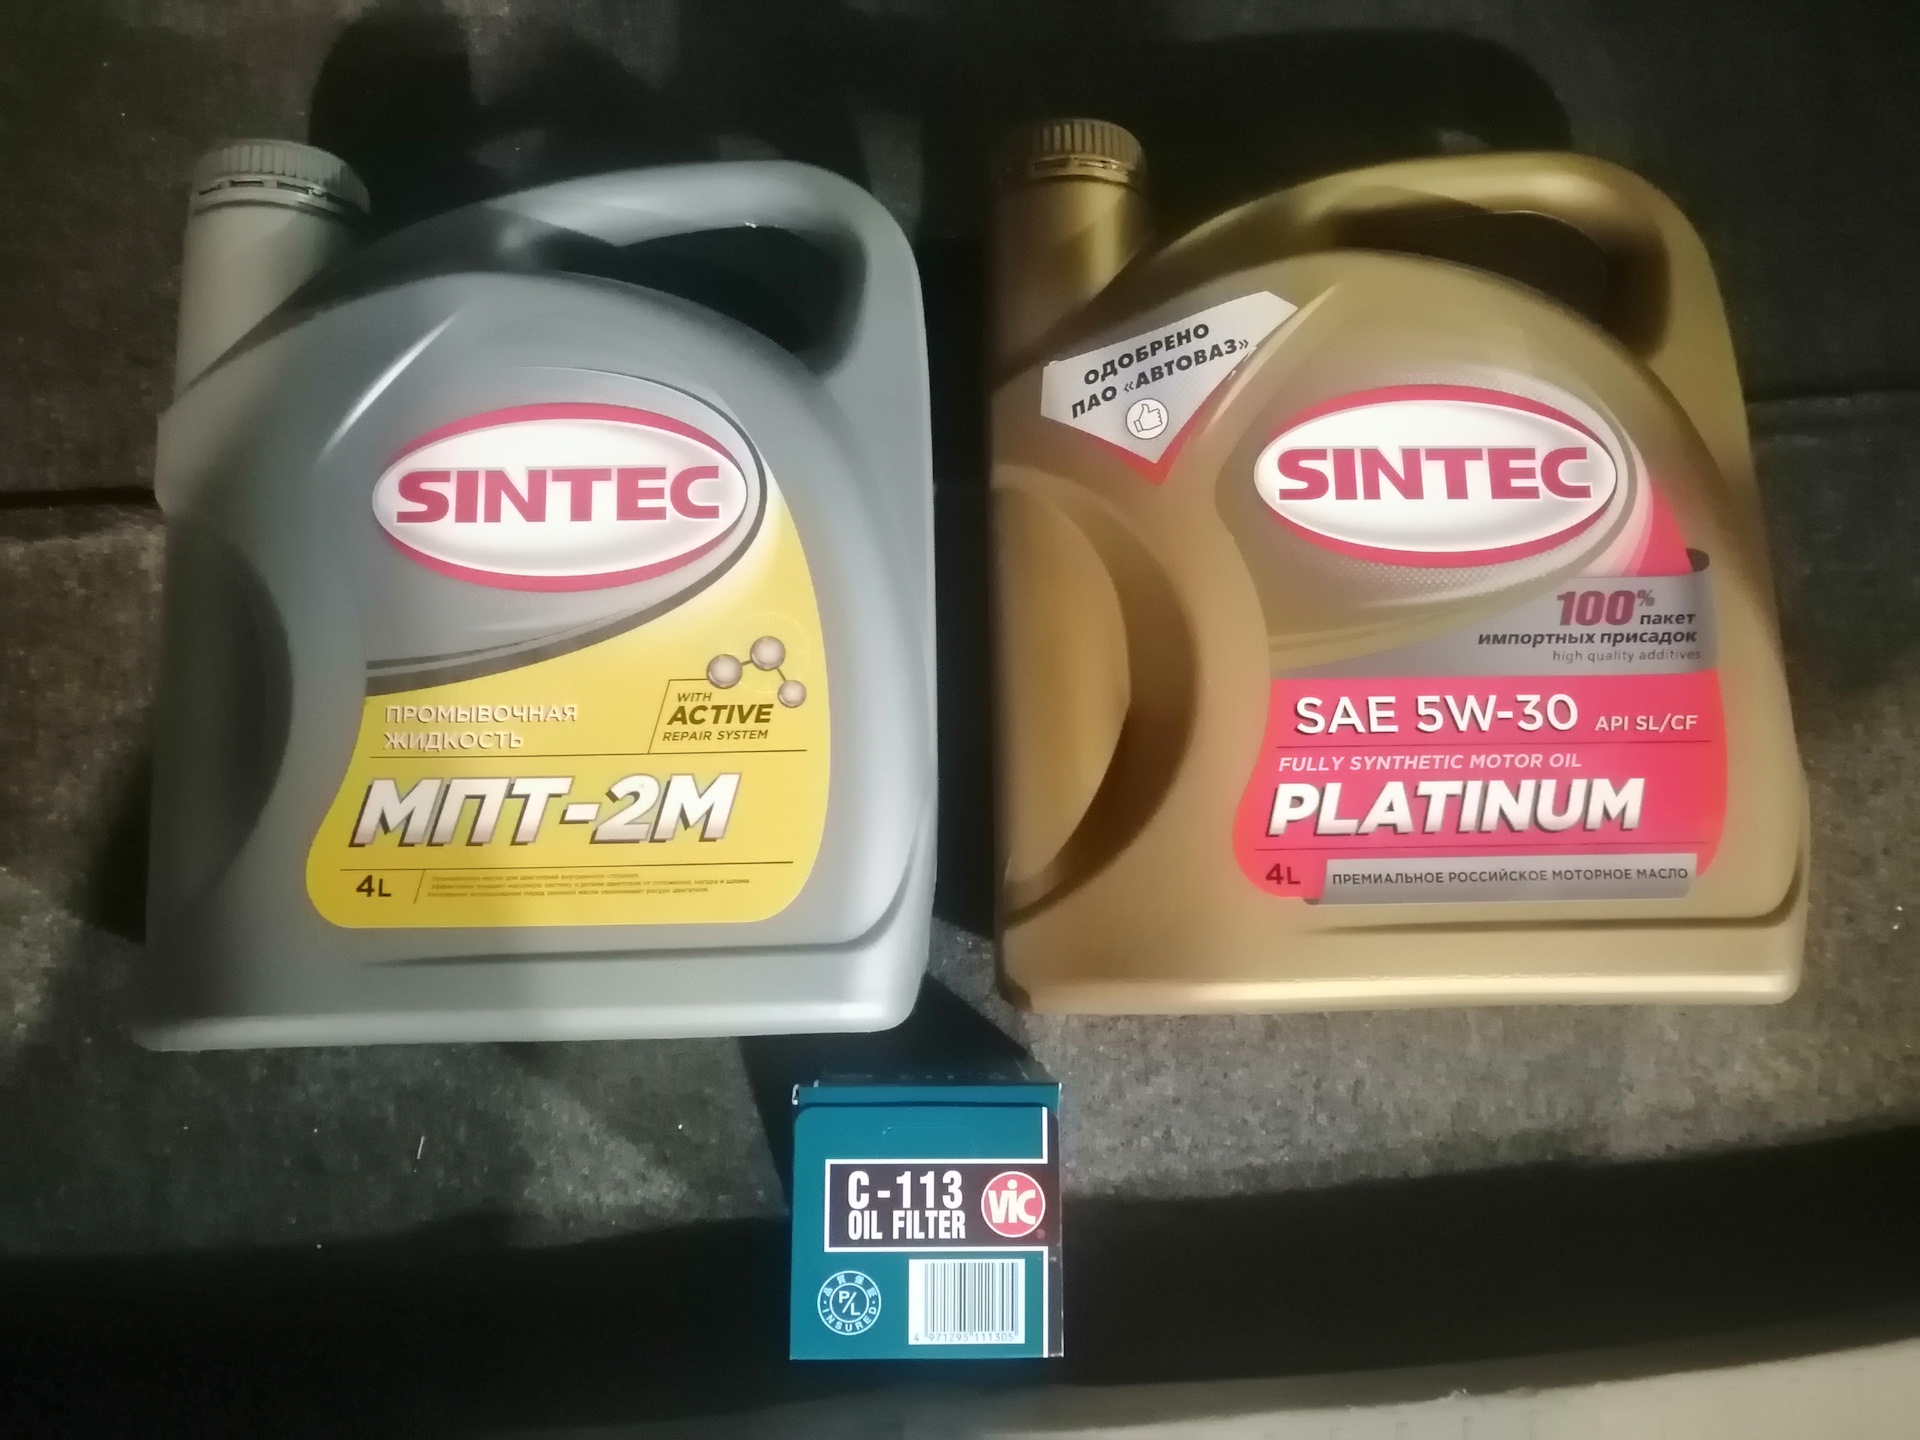 SINTEC
ПРОМЫВОЧНАЯ
ЖИДКОСТЬ
WITH
ACTIVE
REPAIR SYSTEM
МПТ-2М
4L
ОДОБРЕНО
ПАО «АВТОВАЗ»
SINTEC
100%
пакет
импортных присадок
high quality additives
SAE 5W-30 API SL/CF
FULLY SYNTHETIC MOTOR OIL
PLATINUM
4L ПРЕМИАЛЬНОЕ РОССИЙСКОЕ МОТОРНОЕ МАСЛО
C-113
OIL FILTER
VIC
P/L
INSURED
4 971295 111305